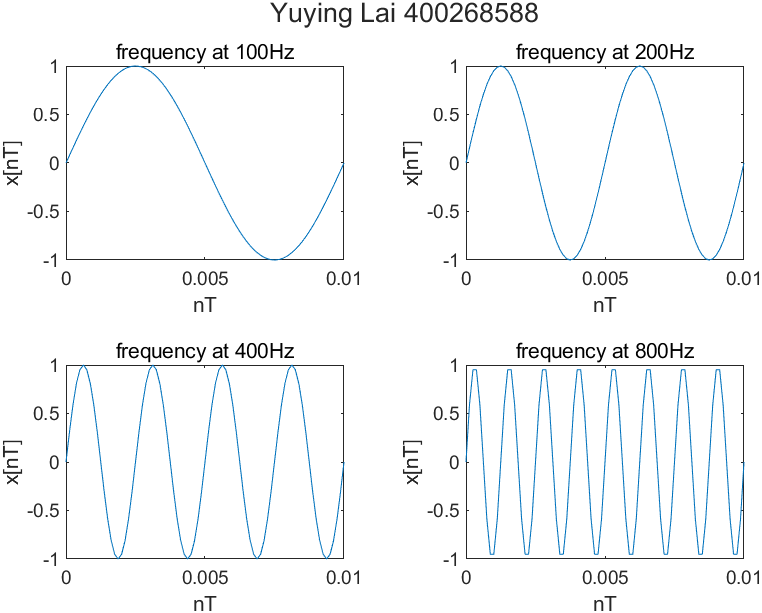 Yuying Lai 400268588
frequency at 100Hz
1
0.5
0
-0.5
-1
x[nT]
0 0.005 0.01
nT
frequency at 200Hz
1
0.5
0
-0.5
-1
x[nT]
0 0.005 0.01
nT
frequency at 400Hz
1
0.5
0
-0.5
-1
x[nT]
0 0.005 0.01
nT
frequency at 800Hz
1
0.5
0
-0.5
-1
x[nT]
0 0.005 0.01
nT